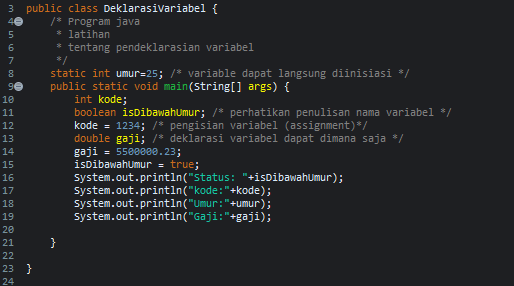 3 public class DeklarasiVariabel {
4 /* Program java
5 * latihan
6 * tentang pendeklarasian variabel
7 */
8 static int umur=25; /* variable dapat langsung diinisiasi */
9 public static void main(String[] args) {
10 int kode;
11 boolean isDibawahUmur; /* perhatikan penulisan nama variabel */
12 kode = 1234; /* pengisian variabel (assignment)*/
13 double gaji; /* deklarasi variabel dapat dimana saja */
14 gaji = 5500000.23;
15 isDibawahUmur = true;
16 System.out.println("Status: "+isDibawahUmur);
17 System.out.println("kode:"+kode);
18 System.out.println("Umur:"+umur);
19 System.out.println("Gaji:"+gaji);
20
21 }
22
23 }
24